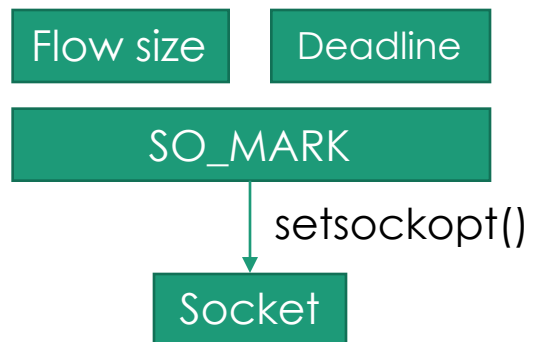 Flow size
Deadline
SO_MARK
setsockopt()
Socket